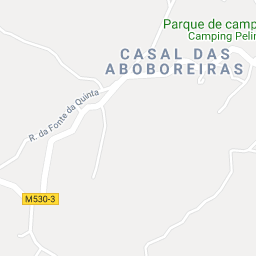 Parque de camp
Camping Pelin
CASAL DAS
ABOBOREIRAS
R. da Fonte da Quinta
M530-3